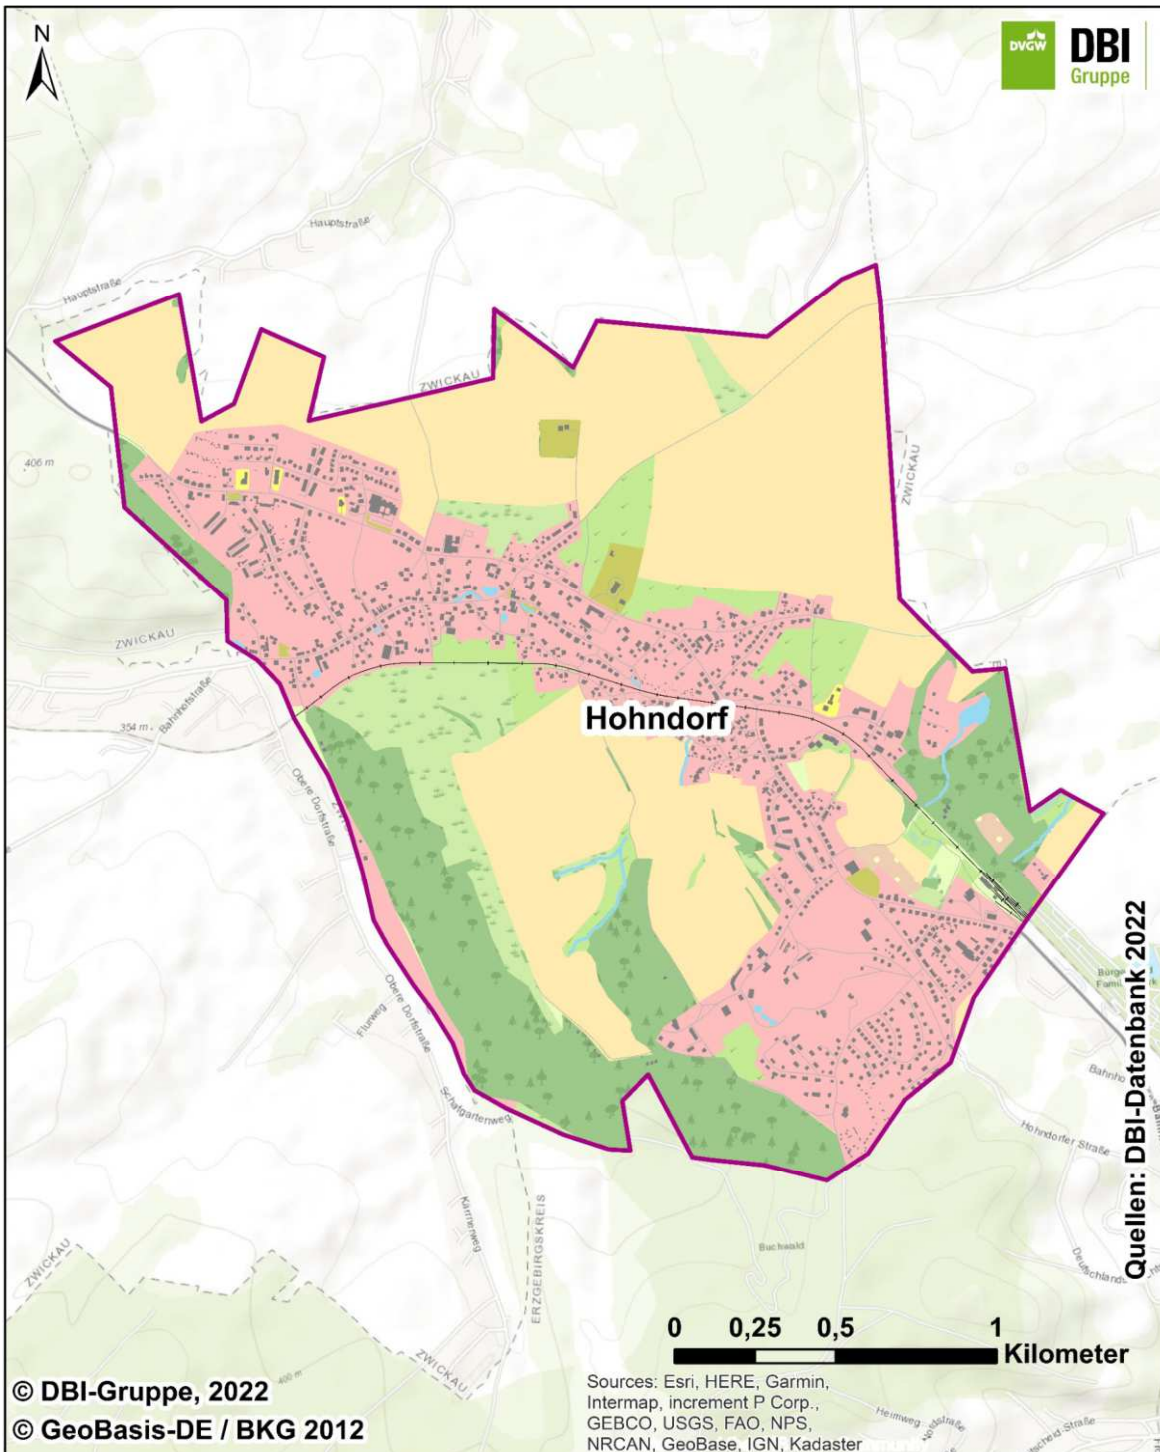 N
DVGW
DBI
Gruppe
Hauptstraße
Hauptstraße
ZWICKAU
406 m
ZWICKAU
ZWICKAU
Bahnhofstraße
354 m
Hohndorf
Obere Dorfstraße
Obere Dorfstraße
Flurweg
Schafgartenweg
Kärrnerweg
ERZGEBIRGSKREIS
Hohndorfer Straße
Buchwald
ZWICKAU
ZWICKAU
400 m
Quellen: DBI-Datenbank 2022
0 0,25 0,5 1
Kilometer
© DBI-Gruppe, 2022
© GeoBasis-DE / BKG 2012
Sources: Esri, HERE, Garmin,
Intermap, increment P Corp.,
GEBCO, USGS, FAO, NPS,
NRCAN, GeoBase, IGN, Kadaster
Heimweg